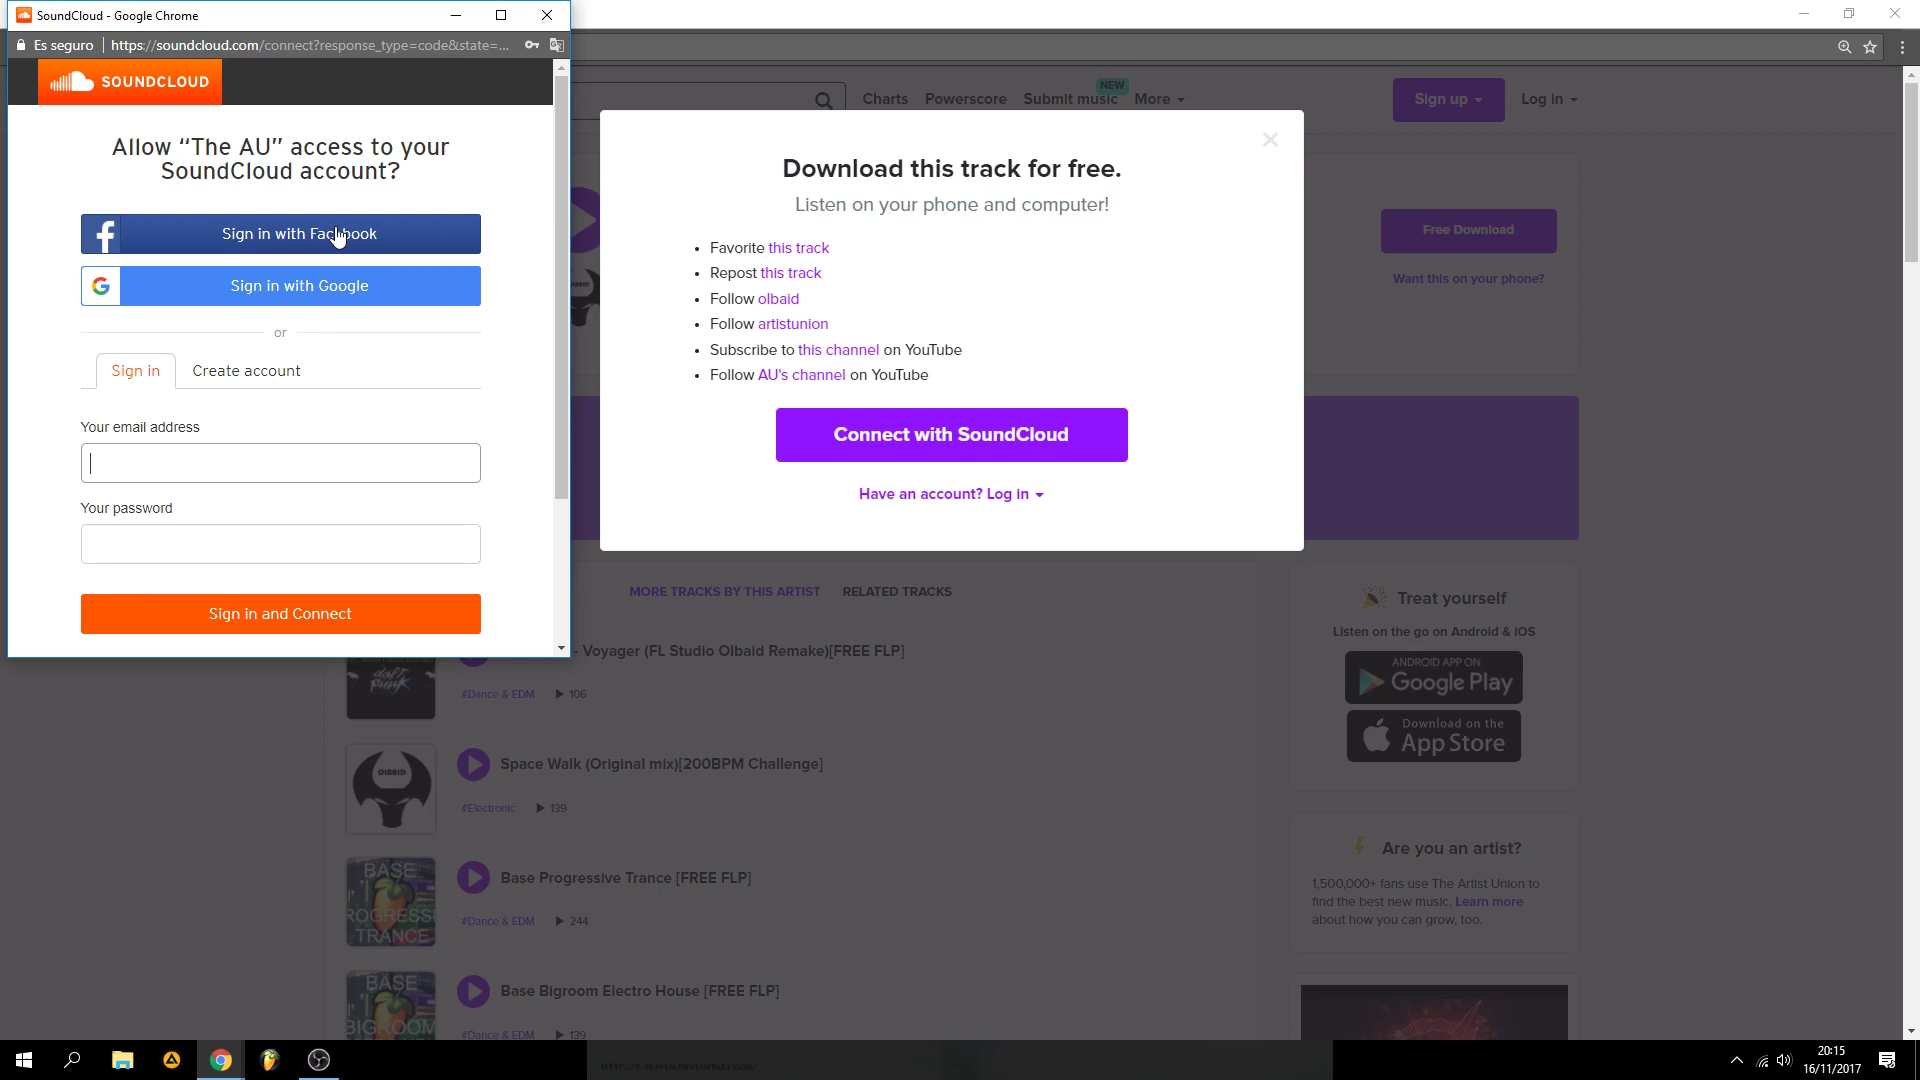 SoundCloud - Google Chrome
Es seguro
https://soundcloud.com/connect?response_type=code&state=...
SOUNDCLOUD
Allow “The AU” access to your
SoundCloud account?
Sign in with Facebook
Sign in with Google
or
Sign in
Create account
Your email address
Your password
Sign in and Connect
Charts
Powerscore
Submit music
NEW
More
Sign up
Log in
Download this track for free.
Listen on your phone and computer!
• Favorite this track
• Repost this track
• Follow olbaid
• Follow artistunion
• Subscribe to this channel on YouTube
• Follow AU's channel on YouTube
Connect with SoundCloud
Have an account? Log in
Free Download
Want this on your phone?
MORE TRACKS BY THIS ARTIST
RELATED TRACKS
- Voyager (FL Studio Olbaid Remake)[FREE FLP]
#Dance & EDM
106
daft
punk
Space Walk (Original mix)[200BPM Challenge]
#Electronic
139
OLBAID
Base Progressive Trance [FREE FLP]
#Dance & EDM
244
BASE
PROGRESSIVE
TRANCE
Base Bigroom Electro House [FREE FLP]
#Dance & EDM
139
BASE
BIGROOM
Treat yourself
Listen on the go on Android & iOS
ANDROID APP ON
Google Play
Download on the
App Store
Are you an artist?
1,500,000+ fans use The Artist Union to
find the best new music. Learn more
about how you can grow, too.
20:15
16/11/2017